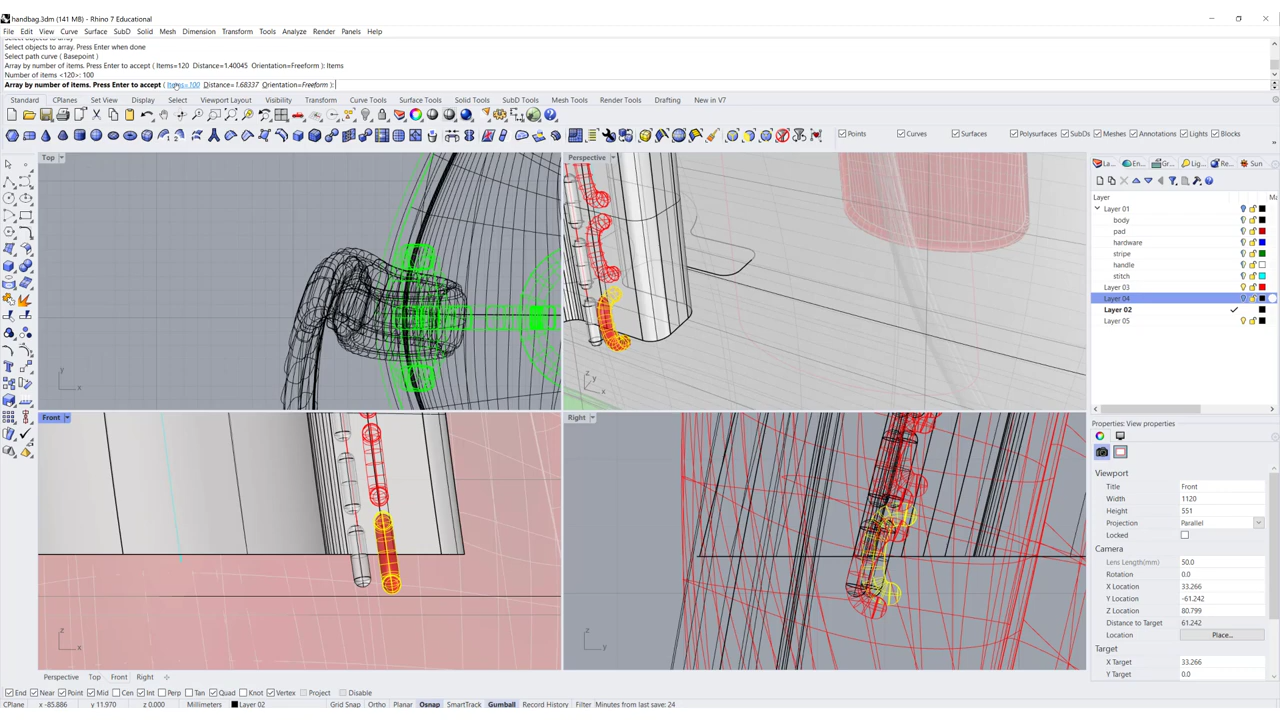 handbag.3dm (141 MB) - Rhino 7 Educational
File Edit View Curve Surface SubD Solid Mesh Dimension Transform Tools Analyze Render Panels Help
Select objects to array. Press Enter when done
Select path curve ( Basepoint )
Array by number of items. Press Enter to accept ( Items=120 Distance=1.40045 Orientation=Freeform ): Items
Number of items <120>: 100
Array by number of items. Press Enter to accept ( Items=100 Distance=1.68337 Orientation=Freeform ):
Standard CPlanes Set View Display Select Viewport Layout Visibility Transform Curve Tools Surface Tools Solid Tools SubD Tools Mesh Tools Render Tools Drafting New in V7
Points Curves Surfaces Polysurfaces SubDs Meshes Annotations Lights Blocks
Top
Perspective
La... En... Gr... Lig... Re... Sun
Layer
Layer 01
body
pad
hardware
stripe
handle
stitch
Layer 03
Layer 04
Layer 02
Layer 05
y
x
z
y
x
Front
Right
z
x
z
y
Properties: View properties
Viewport
Title Front
Width 1120
Height 551
Projection Parallel
Locked
Camera
Lens Length(mm) 50.0
Rotation 0.0
X Location 33.266
Y Location -61.242
Z Location 80.799
Distance to Target 61.242
Location Place...
Target
X Target 33.266
Y Target 0.0
Perspective Top Front Right
End Near Point Mid Cen Int Perp Tan Quad Knot Vertex Project Disable
CPlane x -85.886 y 11.970 z 0.000 Millimeters Layer 02 Grid Snap Ortho Planar Osnap SmartTrack Gumball Record History Filter Minutes from last save: 24